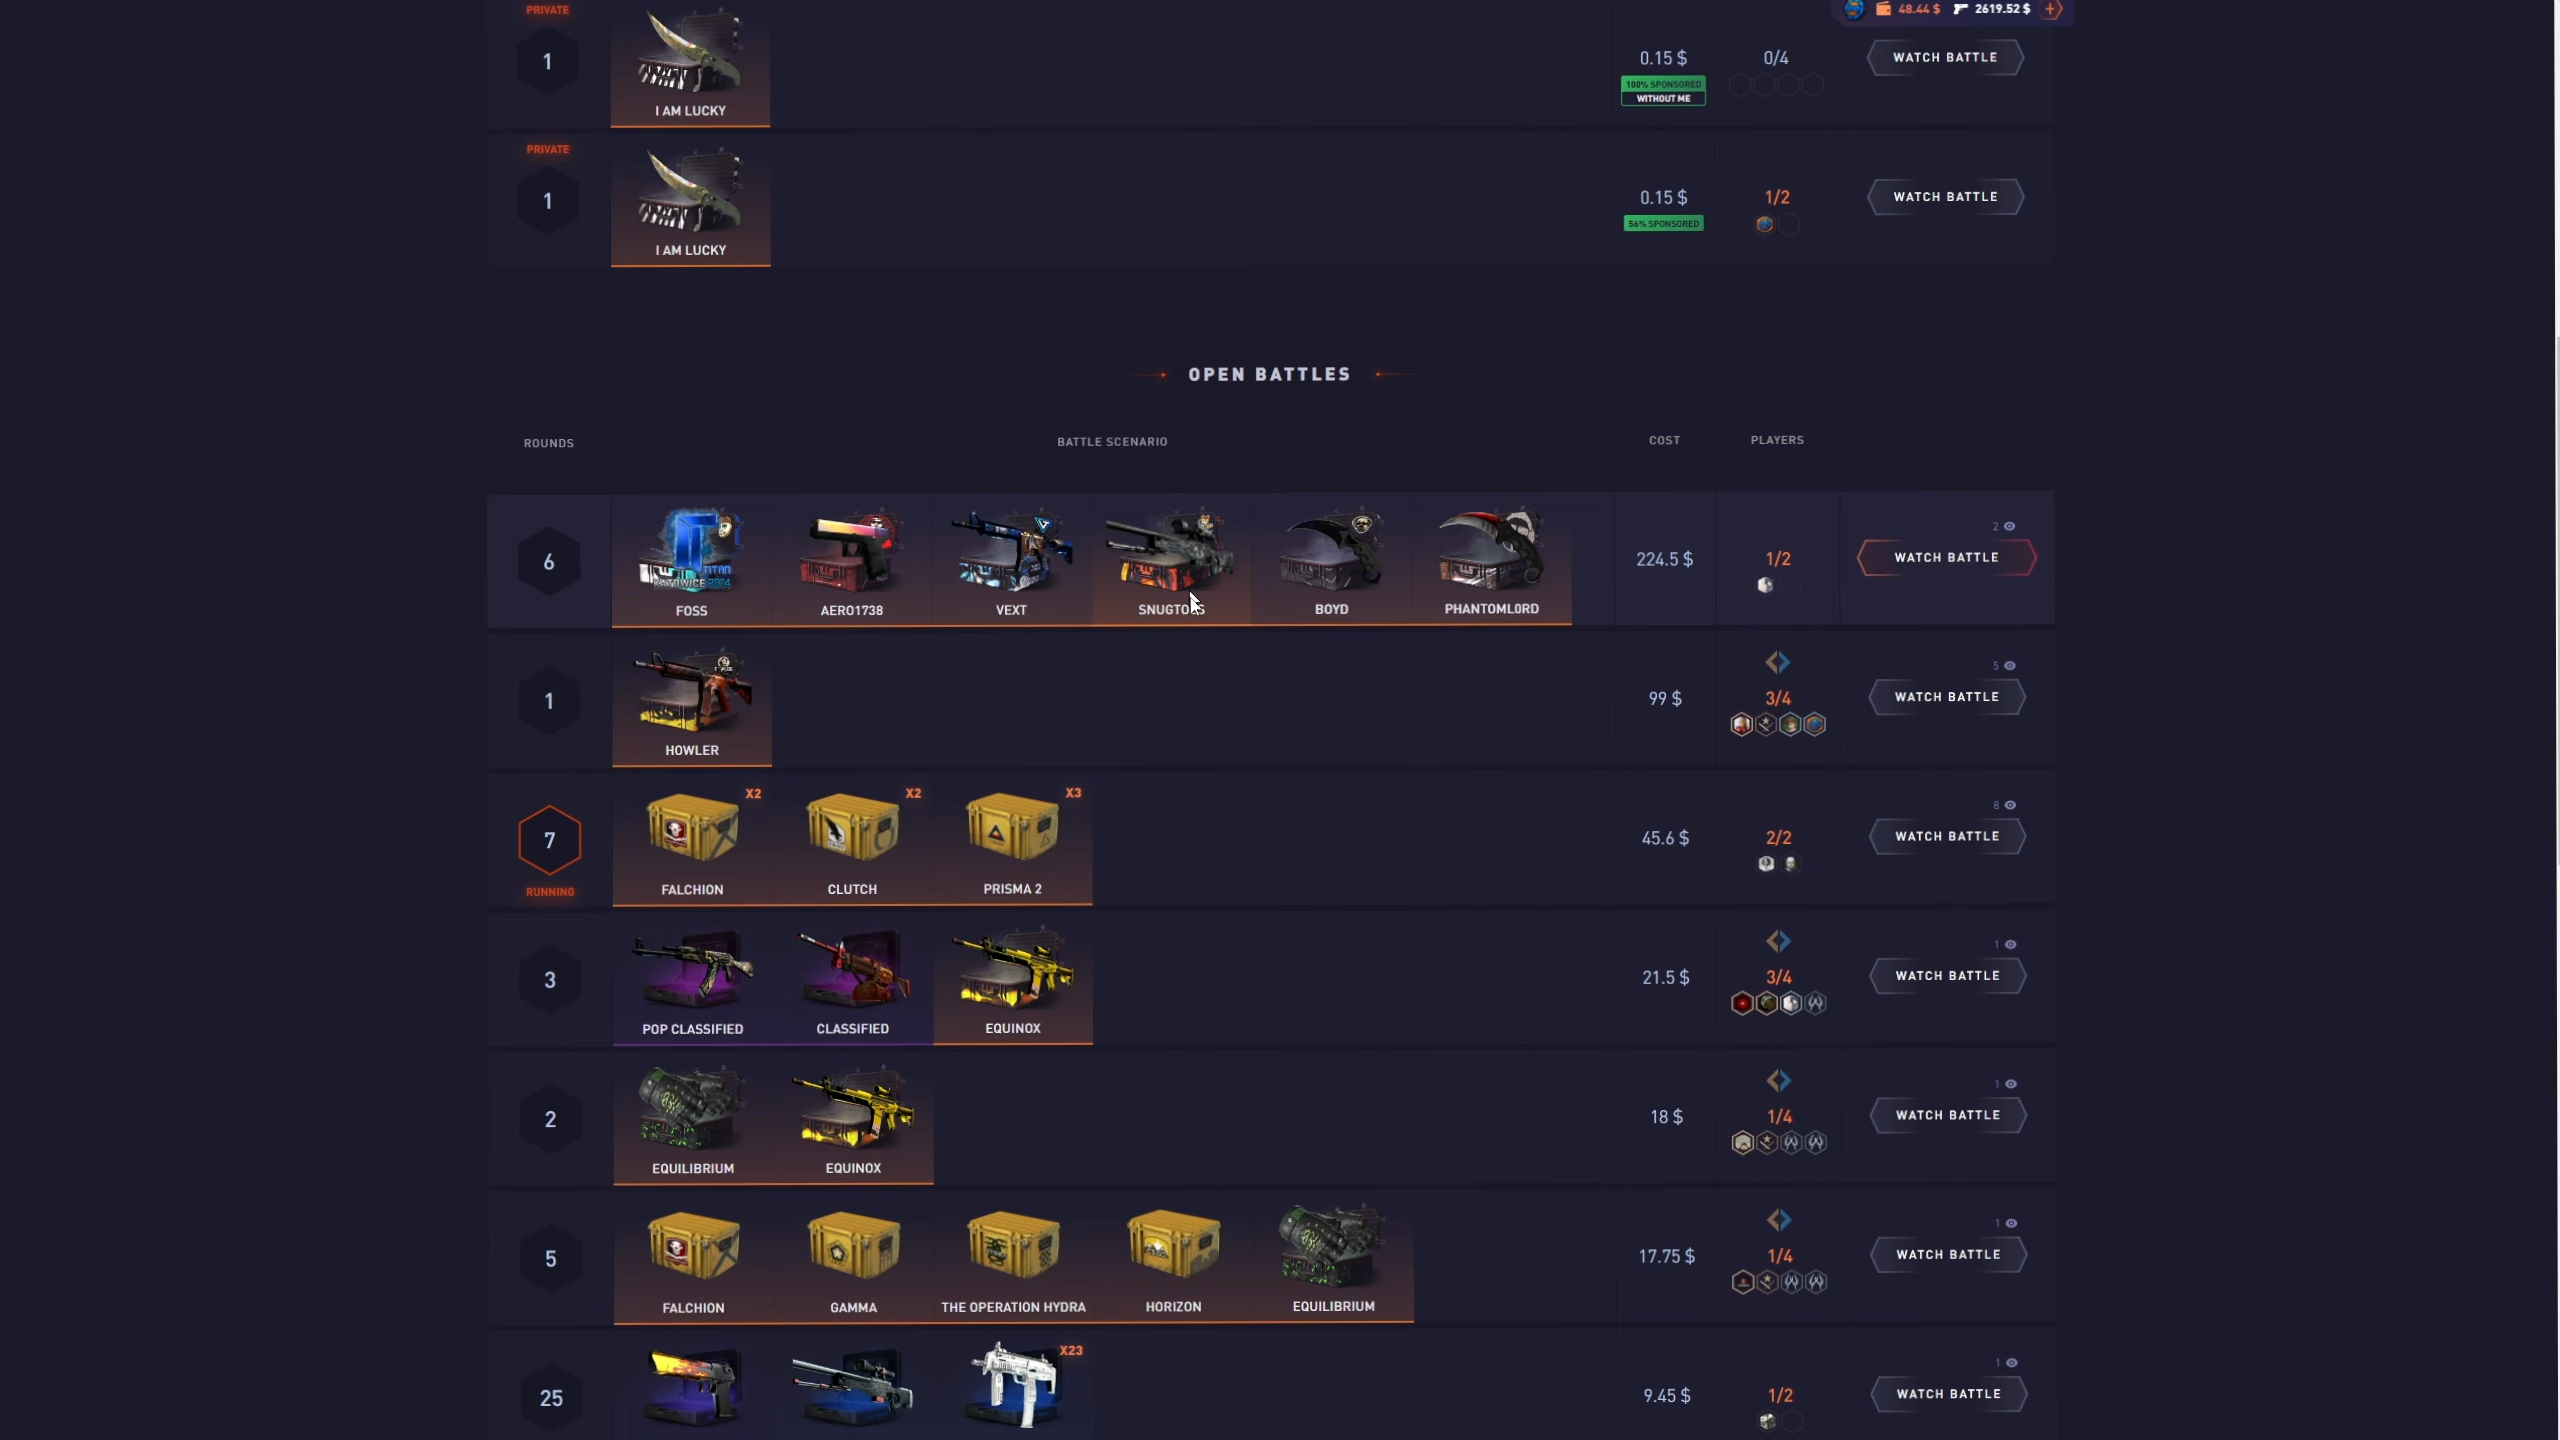 PRIVATE
48.44 $ 2619.52 $
1
I AM LUCKY
0.15 $
100% SPONSORED
WITHOUT ME
0/4
WATCH BATTLE
PRIVATE
1
I AM LUCKY
0.15 $
56% SPONSORED
1/2
WATCH BATTLE
OPEN BATTLES
ROUNDS BATTLE SCENARIO COST PLAYERS
6
TITAN
KATOWICE 2014
FOSS AERO1738 VEXT BOYD PHANTOML0RD
224.5 $
1/2
2
WATCH BATTLE
1
HOWLER
99 $
3/4
5
WATCH BATTLE
7
RUNNING
X2 X2 X3
FALCHION CLUTCH PRISMA 2
45.6 $
2/2
8
WATCH BATTLE
3
POP CLASSIFIED CLASSIFIED EQUINOX
21.5 $
3/4
1
WATCH BATTLE
2
EQUILIBRIUM EQUINOX
18 $
1/4
1
WATCH BATTLE
5
FALCHION GAMMA THE OPERATION HYDRA HORIZON EQUILIBRIUM
17.75 $
1/4
1
WATCH BATTLE
25
X23
9.45 $
1/2
1
WATCH BATTLE